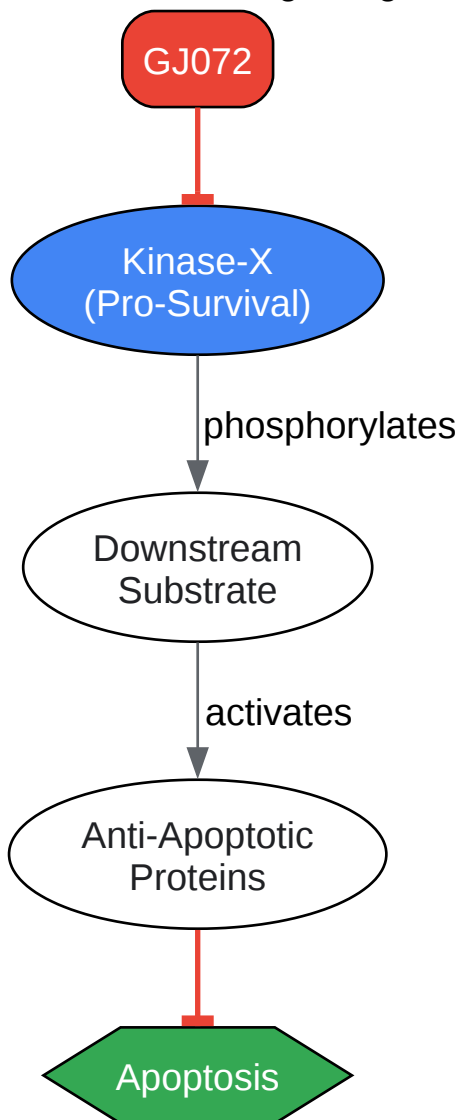 GJ072
Kinase-X
(Pro-Survival)
phosphorylates
Downstream
Substrate
activates
Anti-Apoptotic
Proteins
Apoptosis